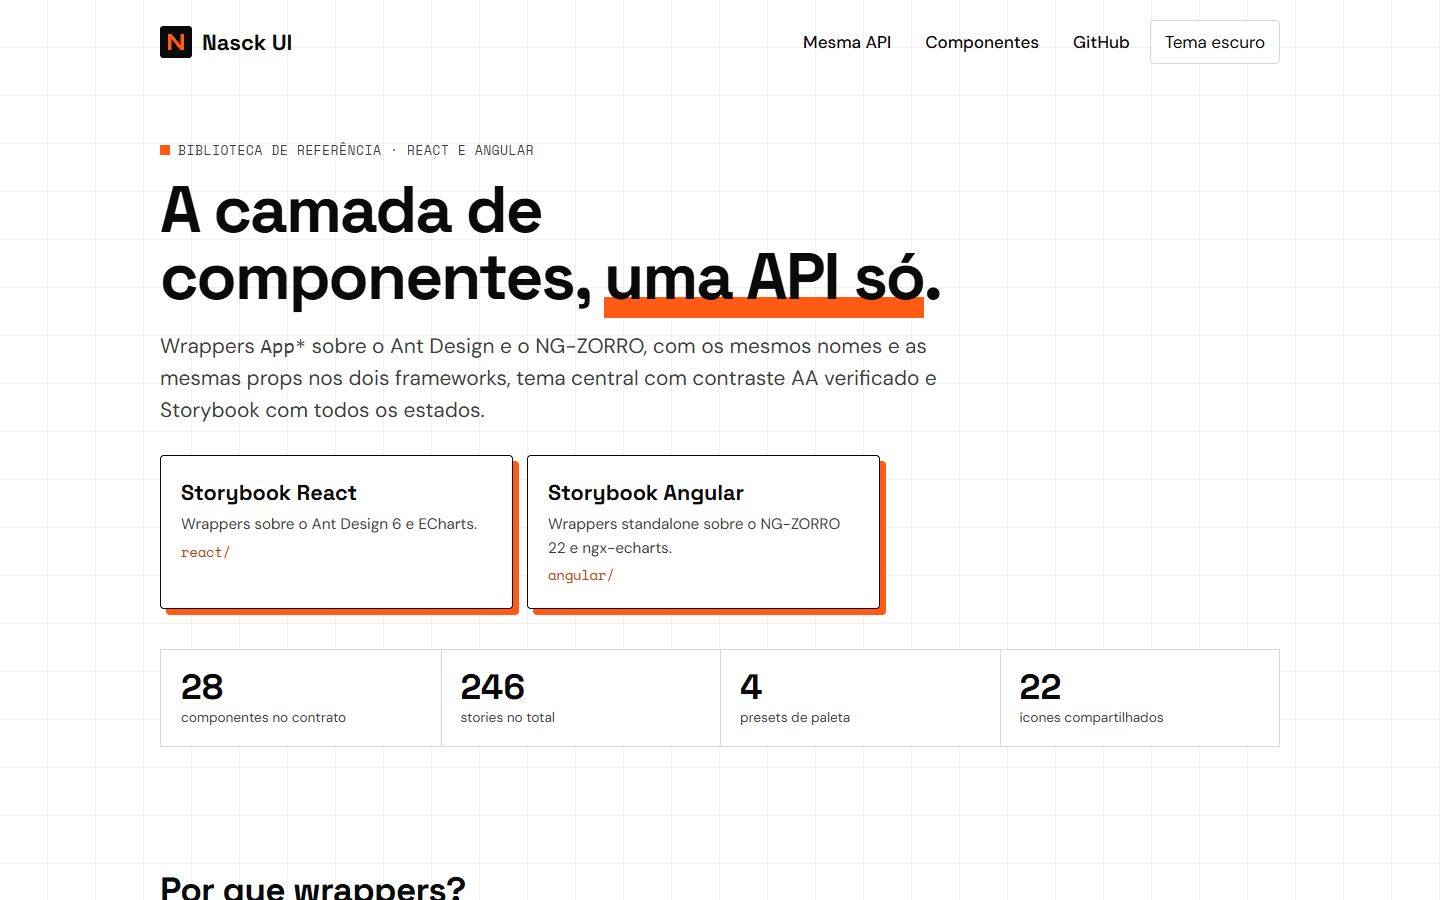 N Nasck UI
Mesma API Componentes GitHub Tema escuro
BIBLIOTECA DE REFERÊNCIA · REACT E ANGULAR
A camada de
componentes, uma API só.
Wrappers App* sobre o Ant Design e o NG-ZORRO, com os mesmos nomes e as
mesmas props nos dois frameworks, tema central com contraste AA verificado e
Storybook com todos os estados.
Storybook React
Wrappers sobre o Ant Design 6 e ECharts.
react/
Storybook Angular
Wrappers standalone sobre o NG-ZORRO
22 e ngx-echarts.
angular/
28
componentes no contrato
246
stories no total
4
presets de paleta
22
ícones compartilhados
Por que wrappers?